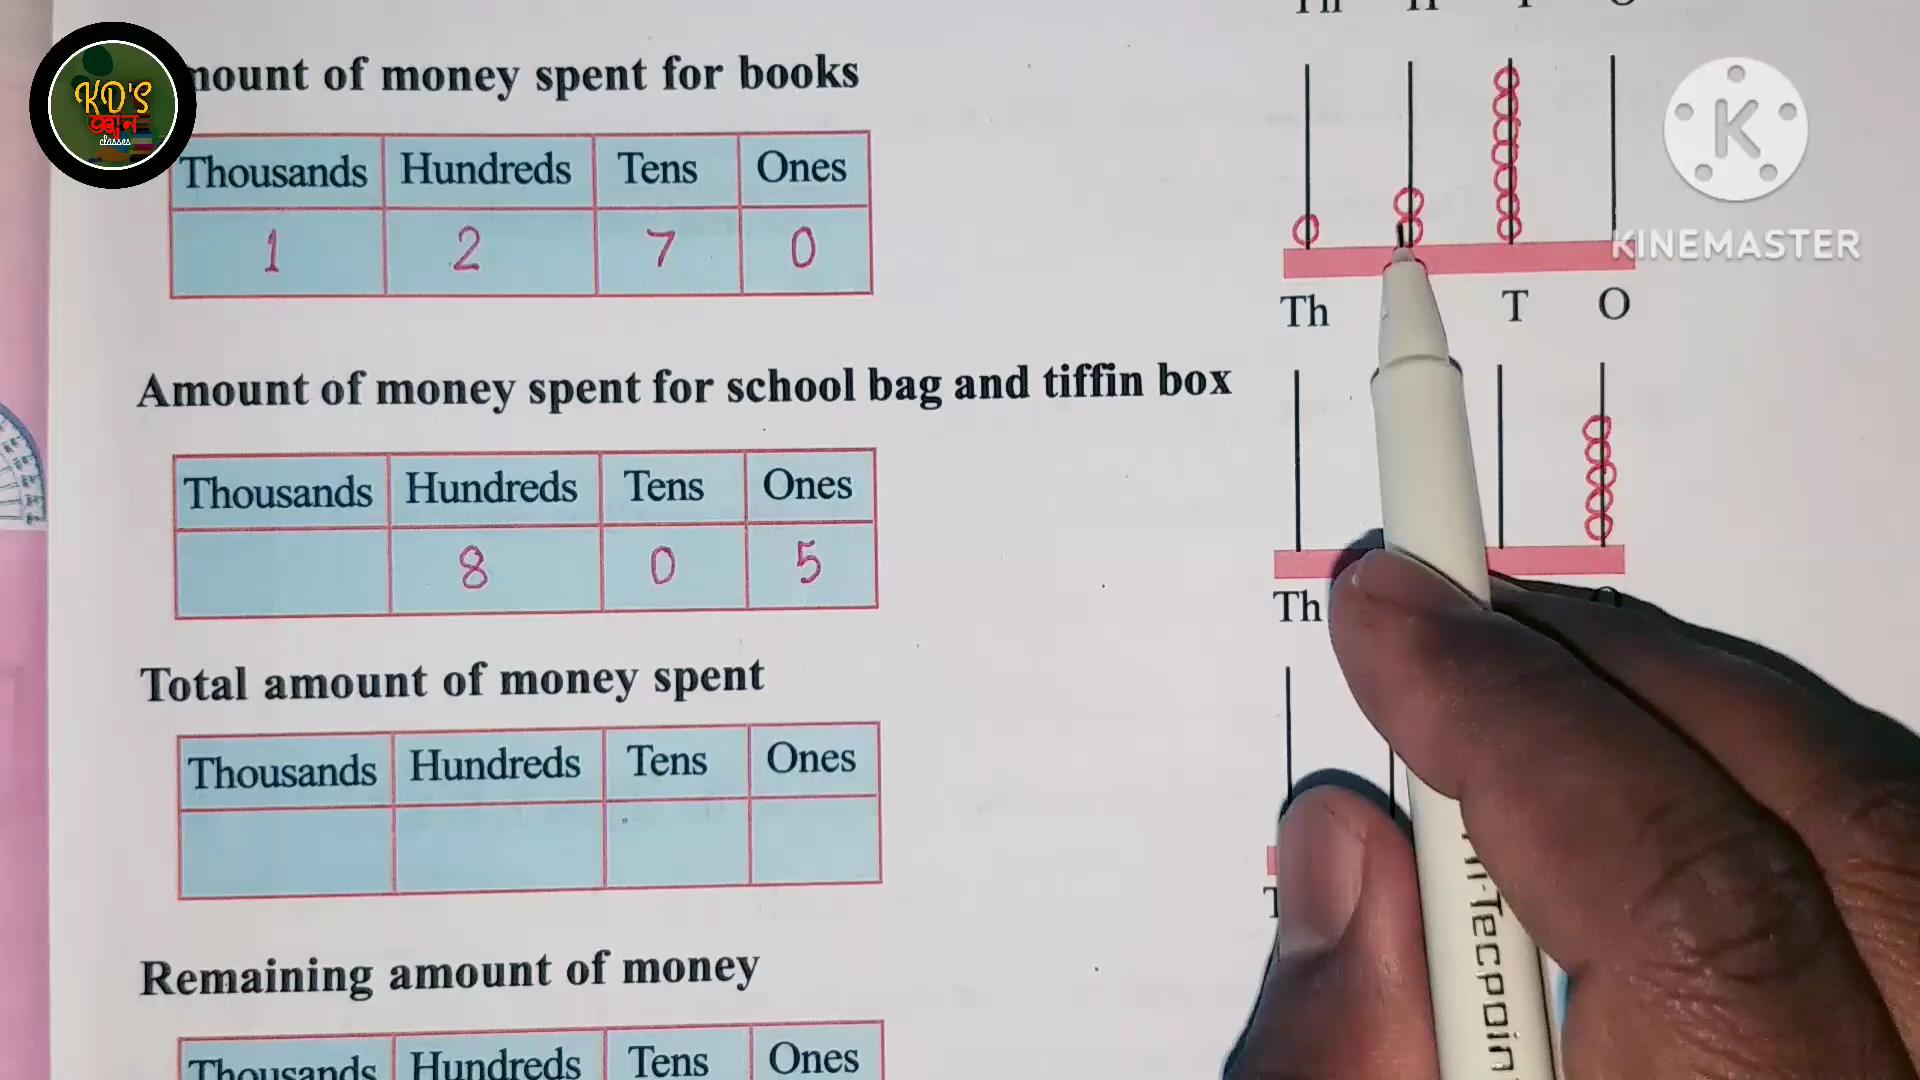 KD'S
জ্ঞান
classes
mount of money spent for books
Thousands Hundreds Tens Ones
1 2 7 0
Th T O
KINEMASTER
Amount of money spent for school bag and tiffin box
Thousands Hundreds Tens Ones
8 0 5
Th
Total amount of money spent
Thousands Hundreds Tens Ones
Remaining amount of money
Thousands Hundreds Tens Ones